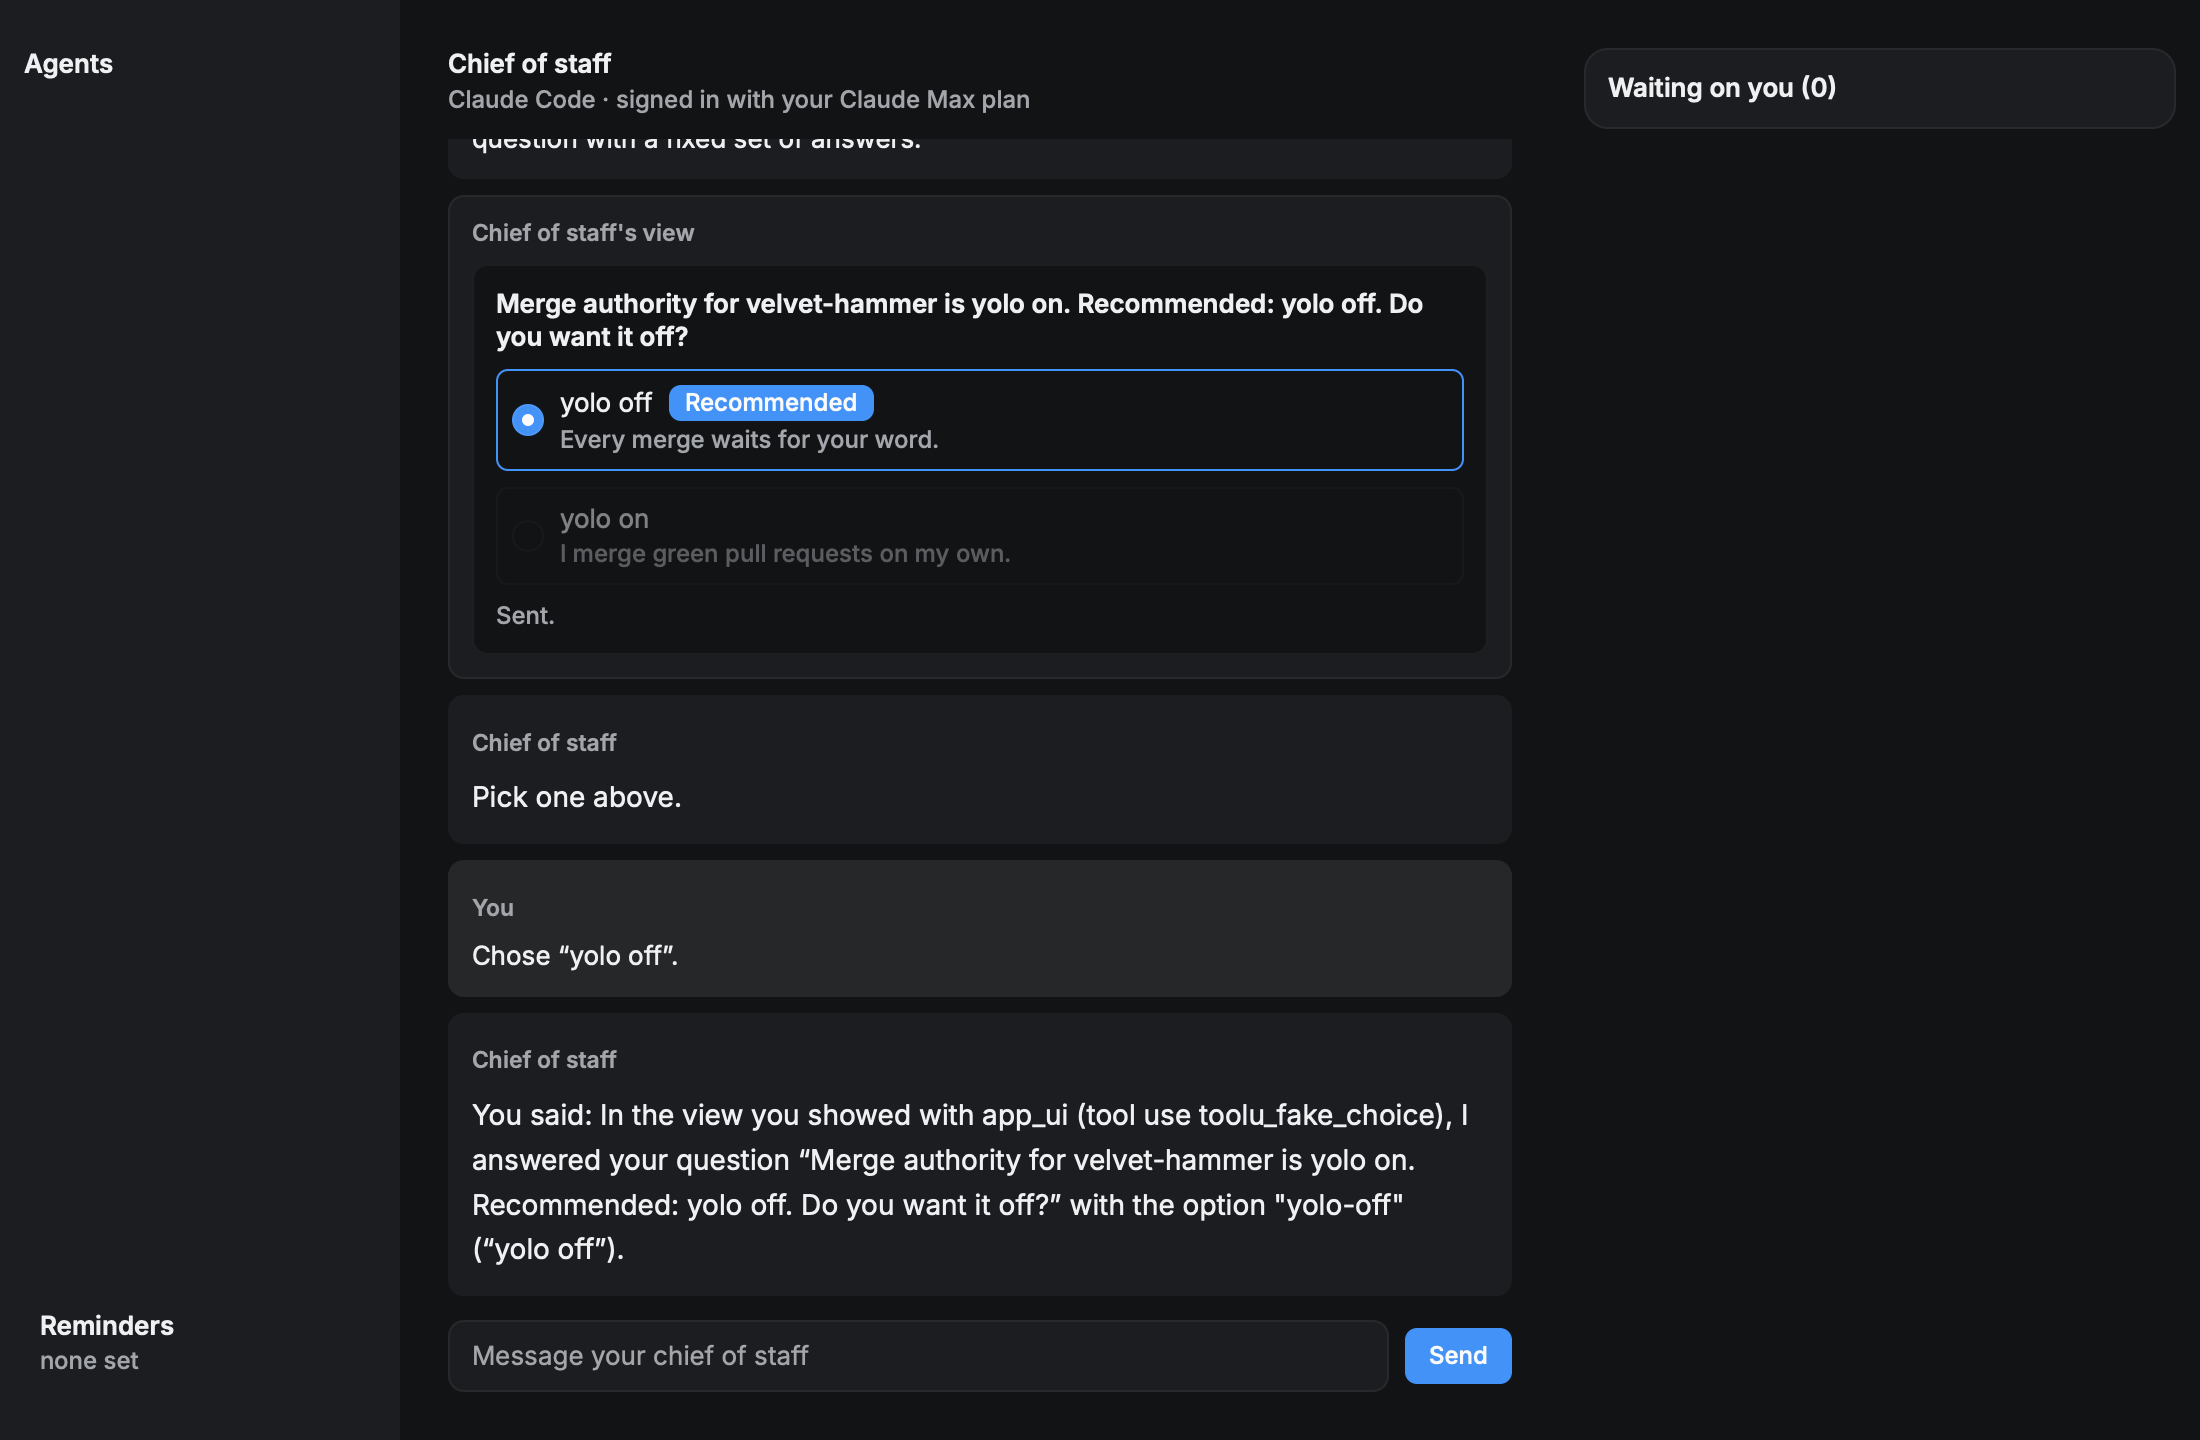 Agents
Chief of staff
Claude Code · signed in with your Claude Max plan
Waiting on you (0)
question with a fixed set of answers.
Chief of staff's view
Merge authority for velvet-hammer is yolo on. Recommended: yolo off. Do
you want it off?
yolo off Recommended
Every merge waits for your word.
yolo on
I merge green pull requests on my own.
Sent.
Chief of staff
Pick one above.
You
Chose “yolo off”.
Chief of staff
You said: In the view you showed with app_ui (tool use toolu_fake_choice), I
answered your question “Merge authority for velvet-hammer is yolo on.
Recommended: yolo off. Do you want it off?” with the option "yolo-off"
(“yolo off”).
Reminders
none set
Message your chief of staff
Send